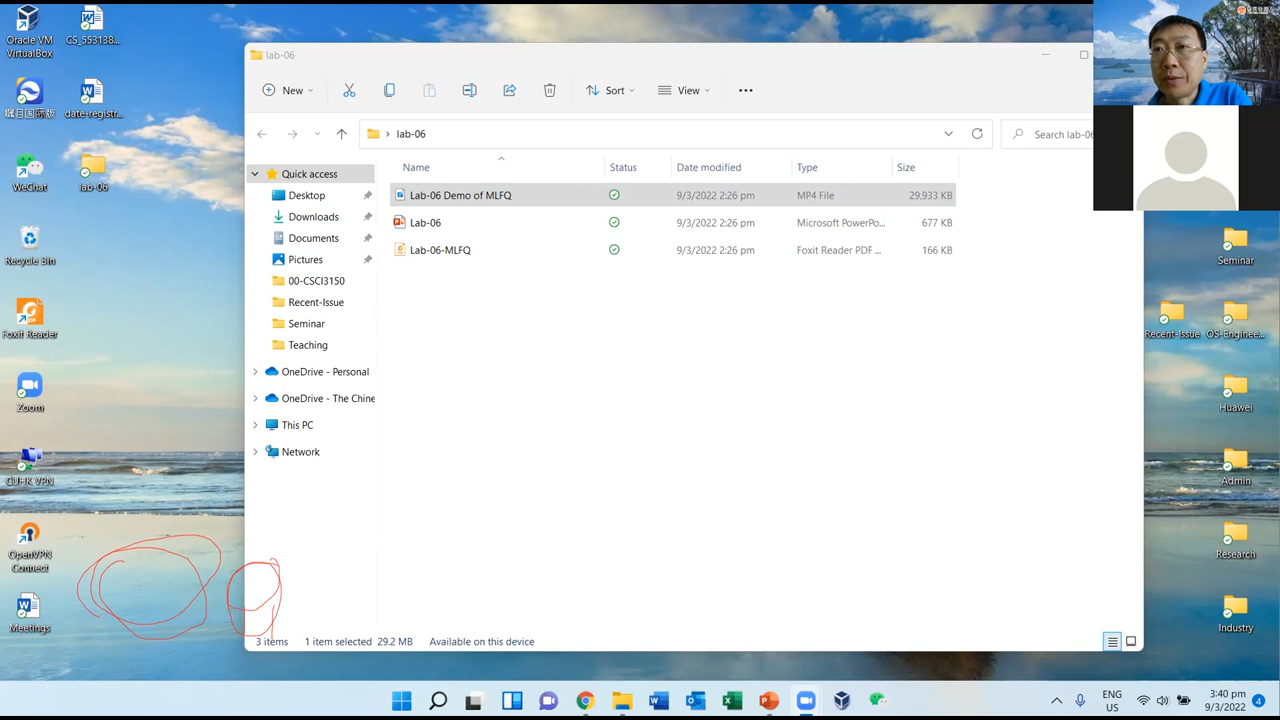 Oracle VM
VirtualBox
CS_553138...
嘱目国际版
date-registr...
WeChat
lab-06
Recycle Bin
Foxit Reader
Zoom
CUHK VPN
OpenVPN
Connect
Meetings
lab-06
New
Sort
View
lab-06
Search lab-06
Name
Status
Date modified
Type
Size
Lab-06 Demo of MLFQ
9/3/2022 2:26 pm
MP4 File
29,933 KB
Lab-06
9/3/2022 2:26 pm
Microsoft PowerPo...
677 KB
Lab-06-MLFQ
9/3/2022 2:26 pm
Foxit Reader PDF ...
166 KB
Quick access
Desktop
Downloads
Documents
Pictures
00-CSCI3150
Recent-Issue
Seminar
Teaching
OneDrive - Personal
OneDrive - The Chine
This PC
Network
3 items
1 item selected 29.2 MB
Available on this device
Seminar
Recent-Issue
OS-Enginee...
Huawei
Admin
Research
Industry
ENG
US
3:40 pm
9/3/2022
4